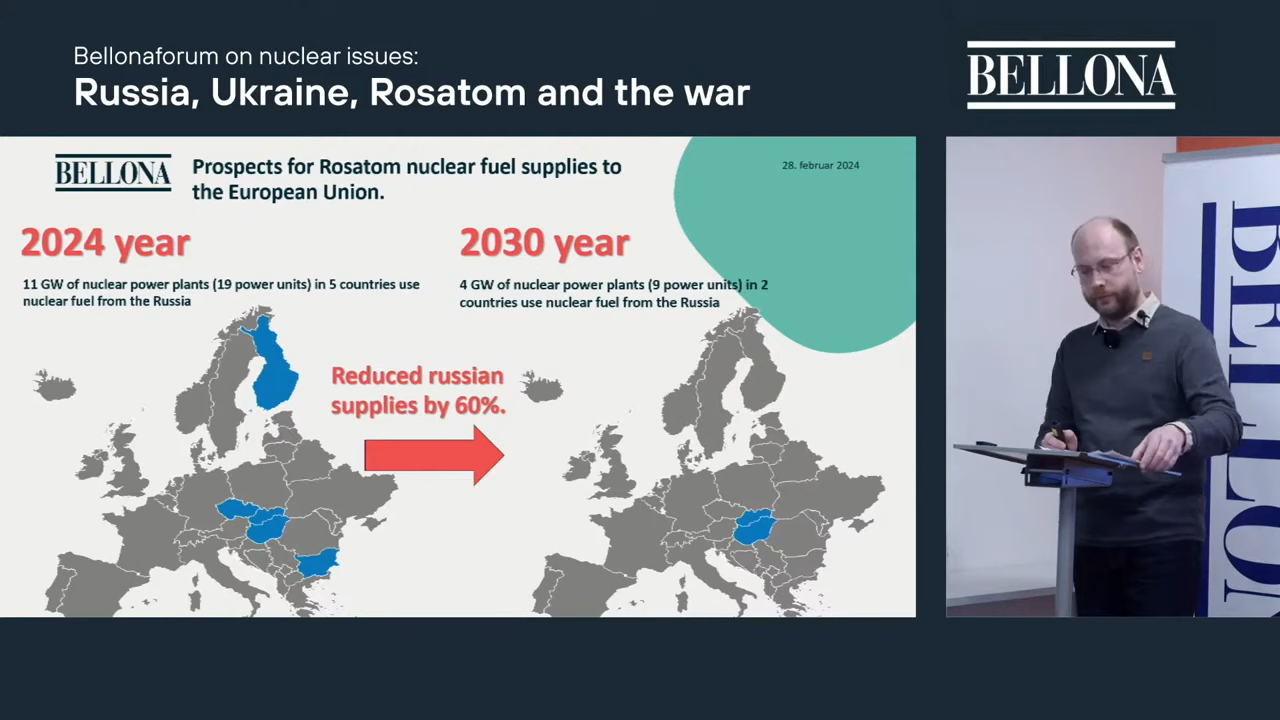 Bellonaforum on nuclear issues:
Russia, Ukraine, Rosatom and the war
BELLONA
BELLONA
Prospects for Rosatom nuclear fuel supplies to
the European Union.
28. februar 2024
2024 year
11 GW of nuclear power plants (19 power units) in 5 countries use
nuclear fuel from the Russia
2030 year
4 GW of nuclear power plants (9 power units) in 2
countries use nuclear fuel from the Russia
Reduced russian
supplies by 60%.
BELLON